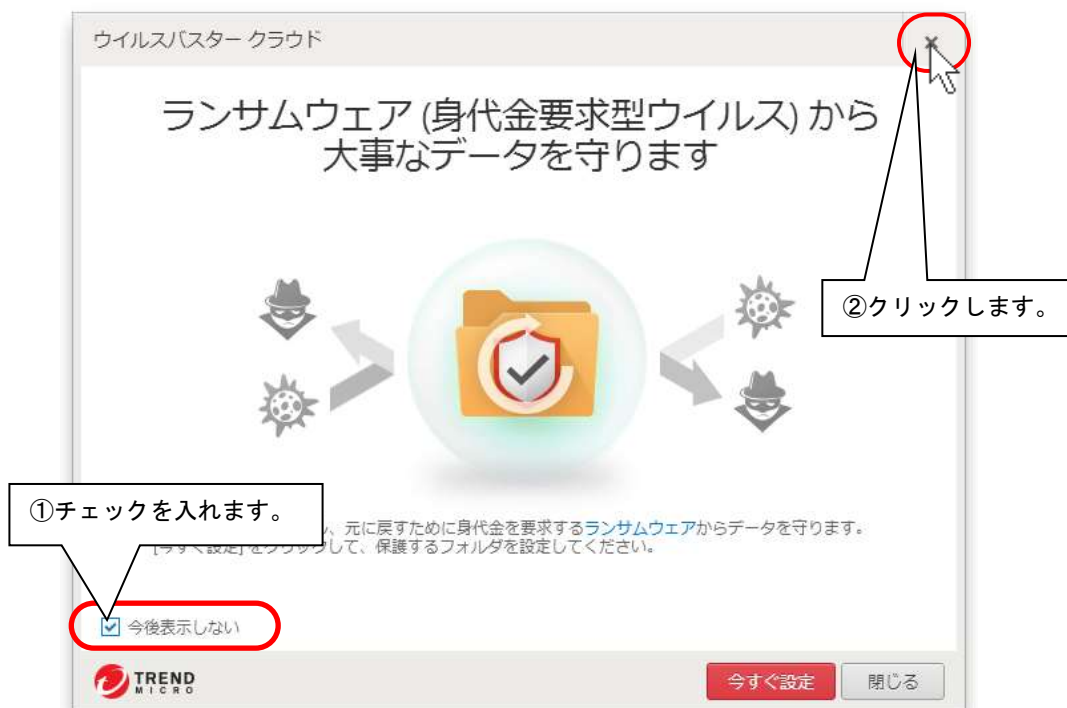 ウイルスバスター クラウド
×
ランサムウェア (身代金要求型ウイルス) から
大事なデータを守ります
②クリックします。
①チェックを入れます。
、元に戻すために身代金を要求するランサムウェアからデータを守ります。
[今すぐ設定] をクリックして、保護するフォルダを設定してください。
今後表示しない
TREND
MICRO
今すぐ設定
閉じる